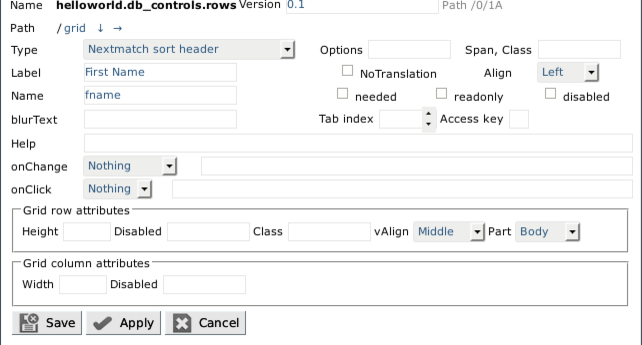 Name helloworld.db_controls.rows Version 0.1 Path /0/1A
Path /grid ↓ →
Type Nextmatch sort header Options Span, Class
Label First Name NoTranslation Align Left
Name fname needed readonly disabled
blurText Tab index Access key
Help
onChange Nothing
onClick Nothing
Grid row attributes
Height Disabled Class vAlign Middle Part Body
Grid column attributes
Width Disabled
Save Apply Cancel